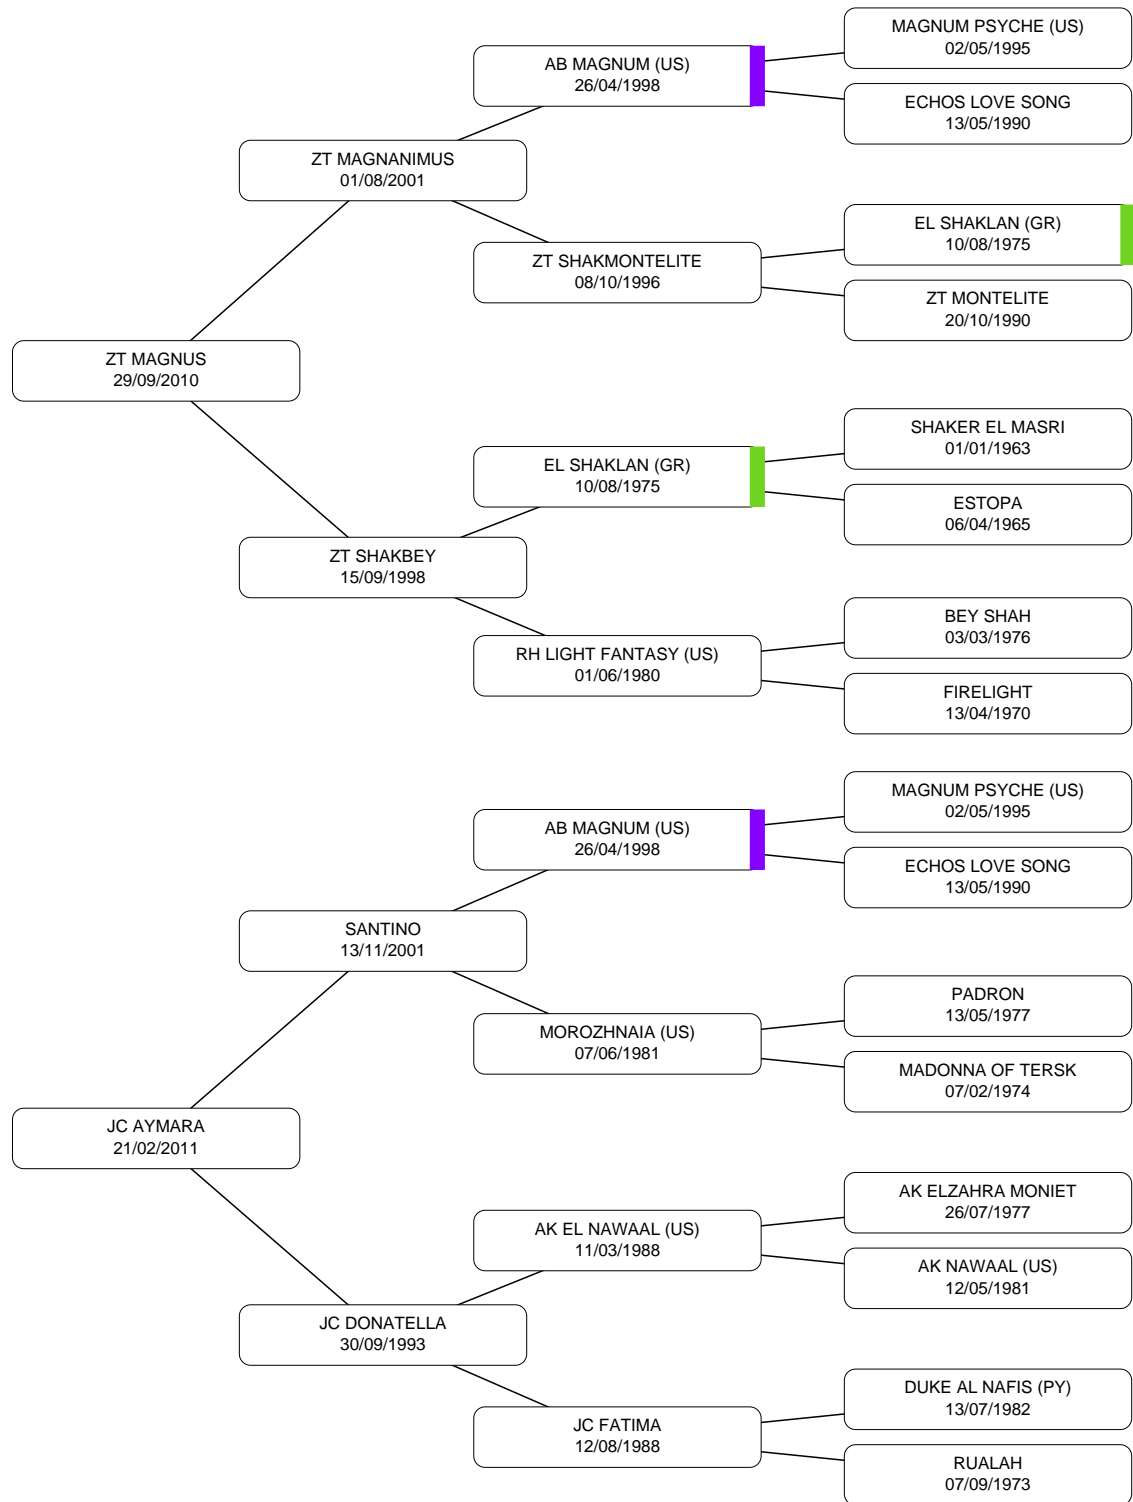 MAGNUM PSYCHE (US)
02/05/1995
AB MAGNUM (US)
26/04/1998
ECHOS LOVE SONG
13/05/1990
ZT MAGNANIMUS
01/08/2001
EL SHAKLAN (GR)
10/08/1975
ZT SHAKMONTELITE
08/10/1996
ZT MONTELITE
20/10/1990
ZT MAGNUS
29/09/2010
SHAKER EL MASRI
01/01/1963
EL SHAKLAN (GR)
10/08/1975
ESTOPA
06/04/1965
ZT SHAKBEY
15/09/1998
BEY SHAH
03/03/1976
RH LIGHT FANTASY (US)
01/06/1980
FIRELIGHT
13/04/1970
MAGNUM PSYCHE (US)
02/05/1995
AB MAGNUM (US)
26/04/1998
ECHOS LOVE SONG
13/05/1990
SANTINO
13/11/2001
PADRON
13/05/1977
MOROZHNAIA (US)
07/06/1981
MADONNA OF TERSK
07/02/1974
JC AYMARA
21/02/2011
AK ELZAHRA MONIET
26/07/1977
AK EL NAWAAL (US)
11/03/1988
AK NAWAAL (US)
12/05/1981
JC DONATELLA
30/09/1993
DUKE AL NAFIS (PY)
13/07/1982
JC FATIMA
12/08/1988
RUALAH
07/09/1973